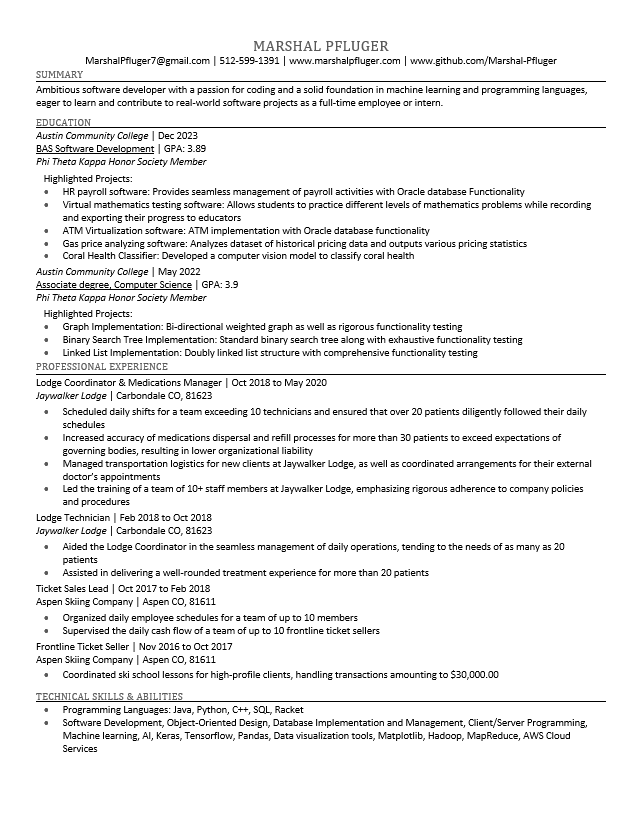 MARSHAL PFLUGER
MarshalPfluger7@gmail.com | 512-599-1391 | www.marshalpfluger.com | www.github.com/Marshal-Pfluger
SUMMARY
Ambitious software developer with a passion for coding and a solid foundation in machine learning and programming languages,
eager to learn and contribute to real-world software projects as a full-time employee or intern.
EDUCATION
Austin Community College | Dec 2023
BAS Software Development | GPA: 3.89
Phi Theta Kappa Honor Society Member
Highlighted Projects:
• HR payroll software: Provides seamless management of payroll activities with Oracle database Functionality
• Virtual mathematics testing software: Allows students to practice different levels of mathematics problems while recording
and exporting their progress to educators
• ATM Virtualization software: ATM implementation with Oracle database functionality
• Gas price analyzing software: Analyzes dataset of historical pricing data and outputs various pricing statistics
• Coral Health Classifier: Developed a computer vision model to classify coral health
Austin Community College | May 2022
Associate degree, Computer Science | GPA: 3.9
Phi Theta Kappa Honor Society Member
Highlighted Projects:
• Graph Implementation: Bi-directional weighted graph as well as rigorous functionality testing
• Binary Search Tree Implementation: Standard binary search tree along with exhaustive functionality testing
• Linked List Implementation: Doubly linked list structure with comprehensive functionality testing
PROFESSIONAL EXPERIENCE
Lodge Coordinator & Medications Manager | Oct 2018 to May 2020
Jaywalker Lodge | Carbondale CO, 81623
• Scheduled daily shifts for a team exceeding 10 technicians and ensured that over 20 patients diligently followed their daily
schedules
• Increased accuracy of medications dispersal and refill processes for more than 30 patients to exceed expectations of
governing bodies, resulting in lower organizational liability
• Managed transportation logistics for new clients at Jaywalker Lodge, as well as coordinated arrangements for their external
doctor's appointments
• Led the training of a team of 10+ staff members at Jaywalker Lodge, emphasizing rigorous adherence to company policies
and procedures
Lodge Technician | Feb 2018 to Oct 2018
Jaywalker Lodge | Carbondale CO, 81623
• Aided the Lodge Coordinator in the seamless management of daily operations, tending to the needs of as many as 20
patients
• Assisted in delivering a well-rounded treatment experience for more than 20 patients
Ticket Sales Lead | Oct 2017 to Feb 2018
Aspen Skiing Company | Aspen CO, 81611
• Organized daily employee schedules for a team of up to 10 members
• Supervised the daily cash flow of a team of up to 10 frontline ticket sellers
Frontline Ticket Seller | Nov 2016 to Oct 2017
Aspen Skiing Company | Aspen CO, 81611
• Coordinated ski school lessons for high-profile clients, handling transactions amounting to $30,000.00
TECHNICAL SKILLS & ABILITIES
• Programming Languages: Java, Python, C++, SQL, Racket
• Software Development, Object-Oriented Design, Database Implementation and Management, Client/Server Programming,
Machine learning, AI, Keras, Tensorflow, Pandas, Data visualization tools, Matplotlib, Hadoop, MapReduce, AWS Cloud
Services